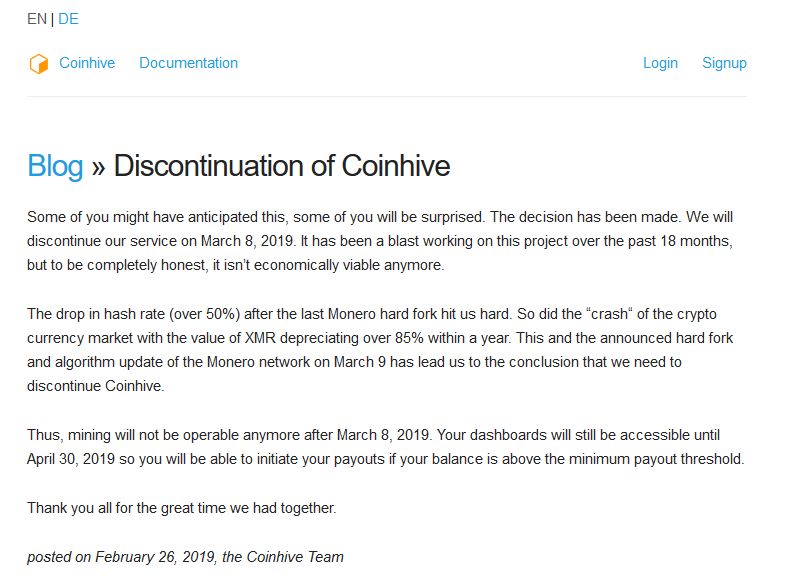 EN | DE
Coinhive Documentation Login Signup
Blog » Discontinuation of Coinhive
Some of you might have anticipated this, some of you will be surprised. The decision has been made. We will
discontinue our service on March 8, 2019. It has been a blast working on this project over the past 18 months,
but to be completely honest, it isn’t economically viable anymore.
The drop in hash rate (over 50%) after the last Monero hard fork hit us hard. So did the “crash“ of the crypto
currency market with the value of XMR depreciating over 85% within a year. This and the announced hard fork
and algorithm update of the Monero network on March 9 has lead us to the conclusion that we need to
discontinue Coinhive.
Thus, mining will not be operable anymore after March 8, 2019. Your dashboards will still be accessible until
April 30, 2019 so you will be able to initiate your payouts if your balance is above the minimum payout threshold.
Thank you all for the great time we had together.
posted on February 26, 2019, the Coinhive Team